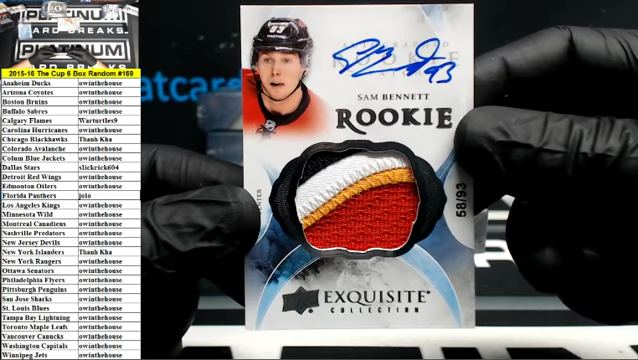 PLATINUM
CARD BREAKS
PLATINUM
CARD BREAKS
2015-16 The Cup 6 Box Random #169
Anaheim Ducks owinthehouse
Arizona Coyotes owinthehouse
Boston Bruins owinthehouse
Buffalo Sabres owinthehouse
Calgary Flames Warturtles9
Carolina Hurricanes owinthehouse
Chicago Blackhawks Thanh Kha
Colorado Avalanche owinthehouse
Colum Blue Jackets owinthehouse
Dallas Stars slickrick604
Detroit Red Wings owinthehouse
Edmonton Oilers owinthehouse
Florida Panthers jolo
Los Angeles Kings owinthehouse
Minnesota Wild owinthehouse
Montreal Canadiens owinthehouse
Nashville Predators owinthehouse
New Jersey Devils owinthehouse
New York Islanders Thanh Kha
New York Rangers owinthehouse
Ottawa Senators owinthehouse
Philadelphia Flyers owinthehouse
Pittsburgh Penguins owinthehouse
San Jose Sharks owinthehouse
St. Louis Blues owinthehouse
Tampa Bay Lightning owinthehouse
Toronto Maple Leafs owinthehouse
Vancouver Canucks owinthehouse
Washington Capitals owinthehouse
Winnipeg Jets owinthehouse
93
SAM BENNETT
ROOKIE
58/93
UPPER DECK
EXQUISITE
COLLECTION